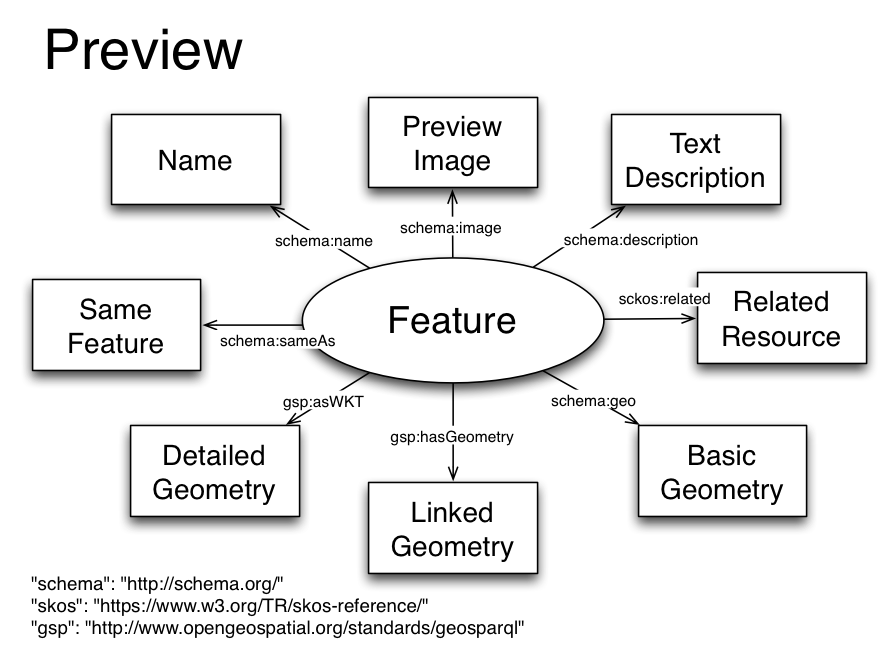 Preview
Name
Preview
Image
Text
Description
schema:name
schema:image
schema:description
Same
Feature
schema:sameAs
Feature
sckos:related
Related
Resource
gsp:asWKT
gsp:hasGeometry
schema:geo
Detailed
Geometry
Linked
Geometry
Basic
Geometry
"schema": "http://schema.org/"
"skos": "https://www.w3.org/TR/skos-reference/"
"gsp": "http://www.opengeospatial.org/standards/geosparql"